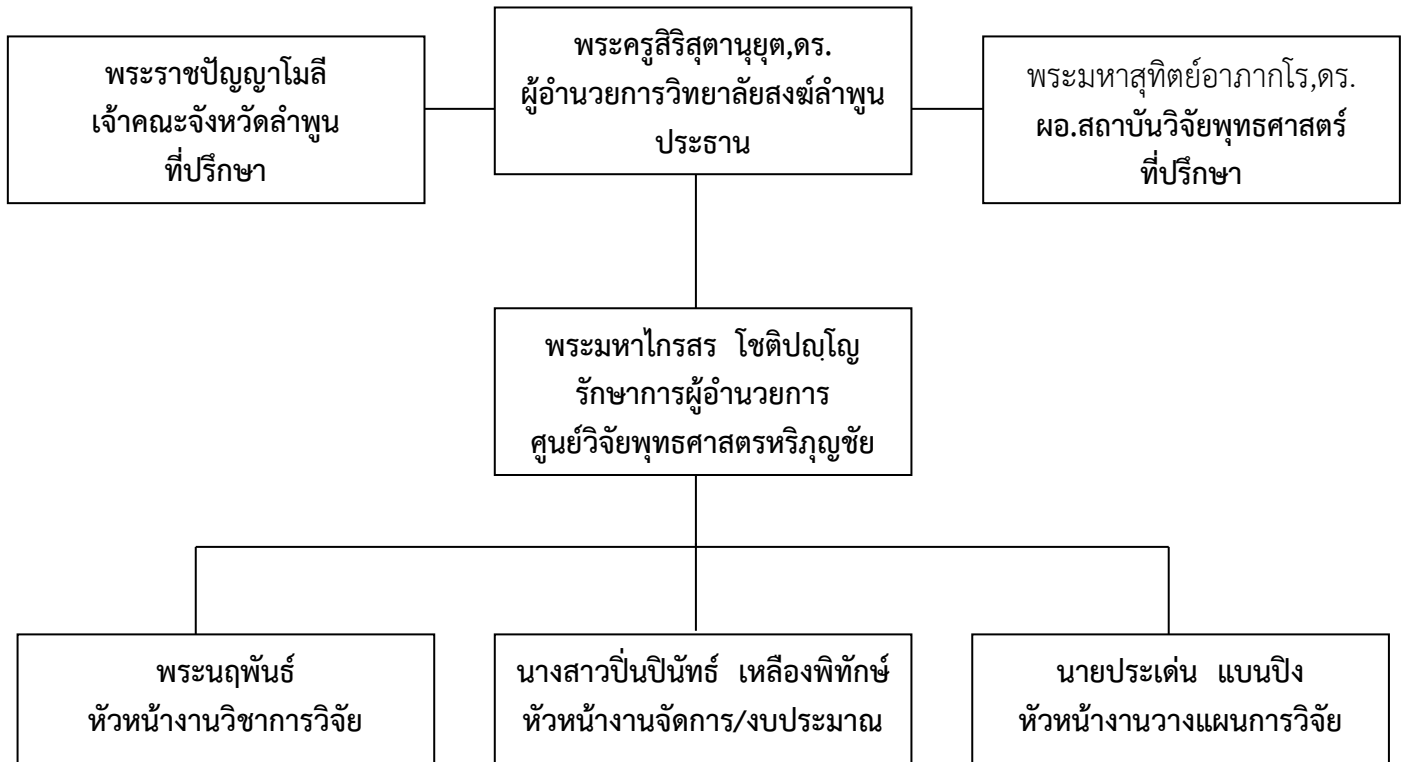 พระราชปัญญาโมลี
เจ้าคณะจังหวัดลำพูน
ที่ปรึกษา
พระครูสิริสุตานุยุต,ดร.
ผู้อำนวยการวิทยาลัยสงฆ์ลำพูน
ประธาน
พระมหาสุทิตย์อาภากโร,ดร.
ผอ.สถาบันวิจัยพุทธศาสตร์
ที่ปรึกษา
พระมหาไกรสร โชติปญฺโญ
รักษาการผู้อำนวยการ
ศูนย์วิจัยพุทธศาสตรหริภุญชัย
พระนฤพันธ์
หัวหน้างานวิชาการวิจัย
นางสาวปิ่นปินัทธ์ เหลืองพิทักษ์
หัวหน้างานจัดการ/งบประมาณ
นายประเด่น แบนปิง
หัวหน้างานวางแผนการวิจัย